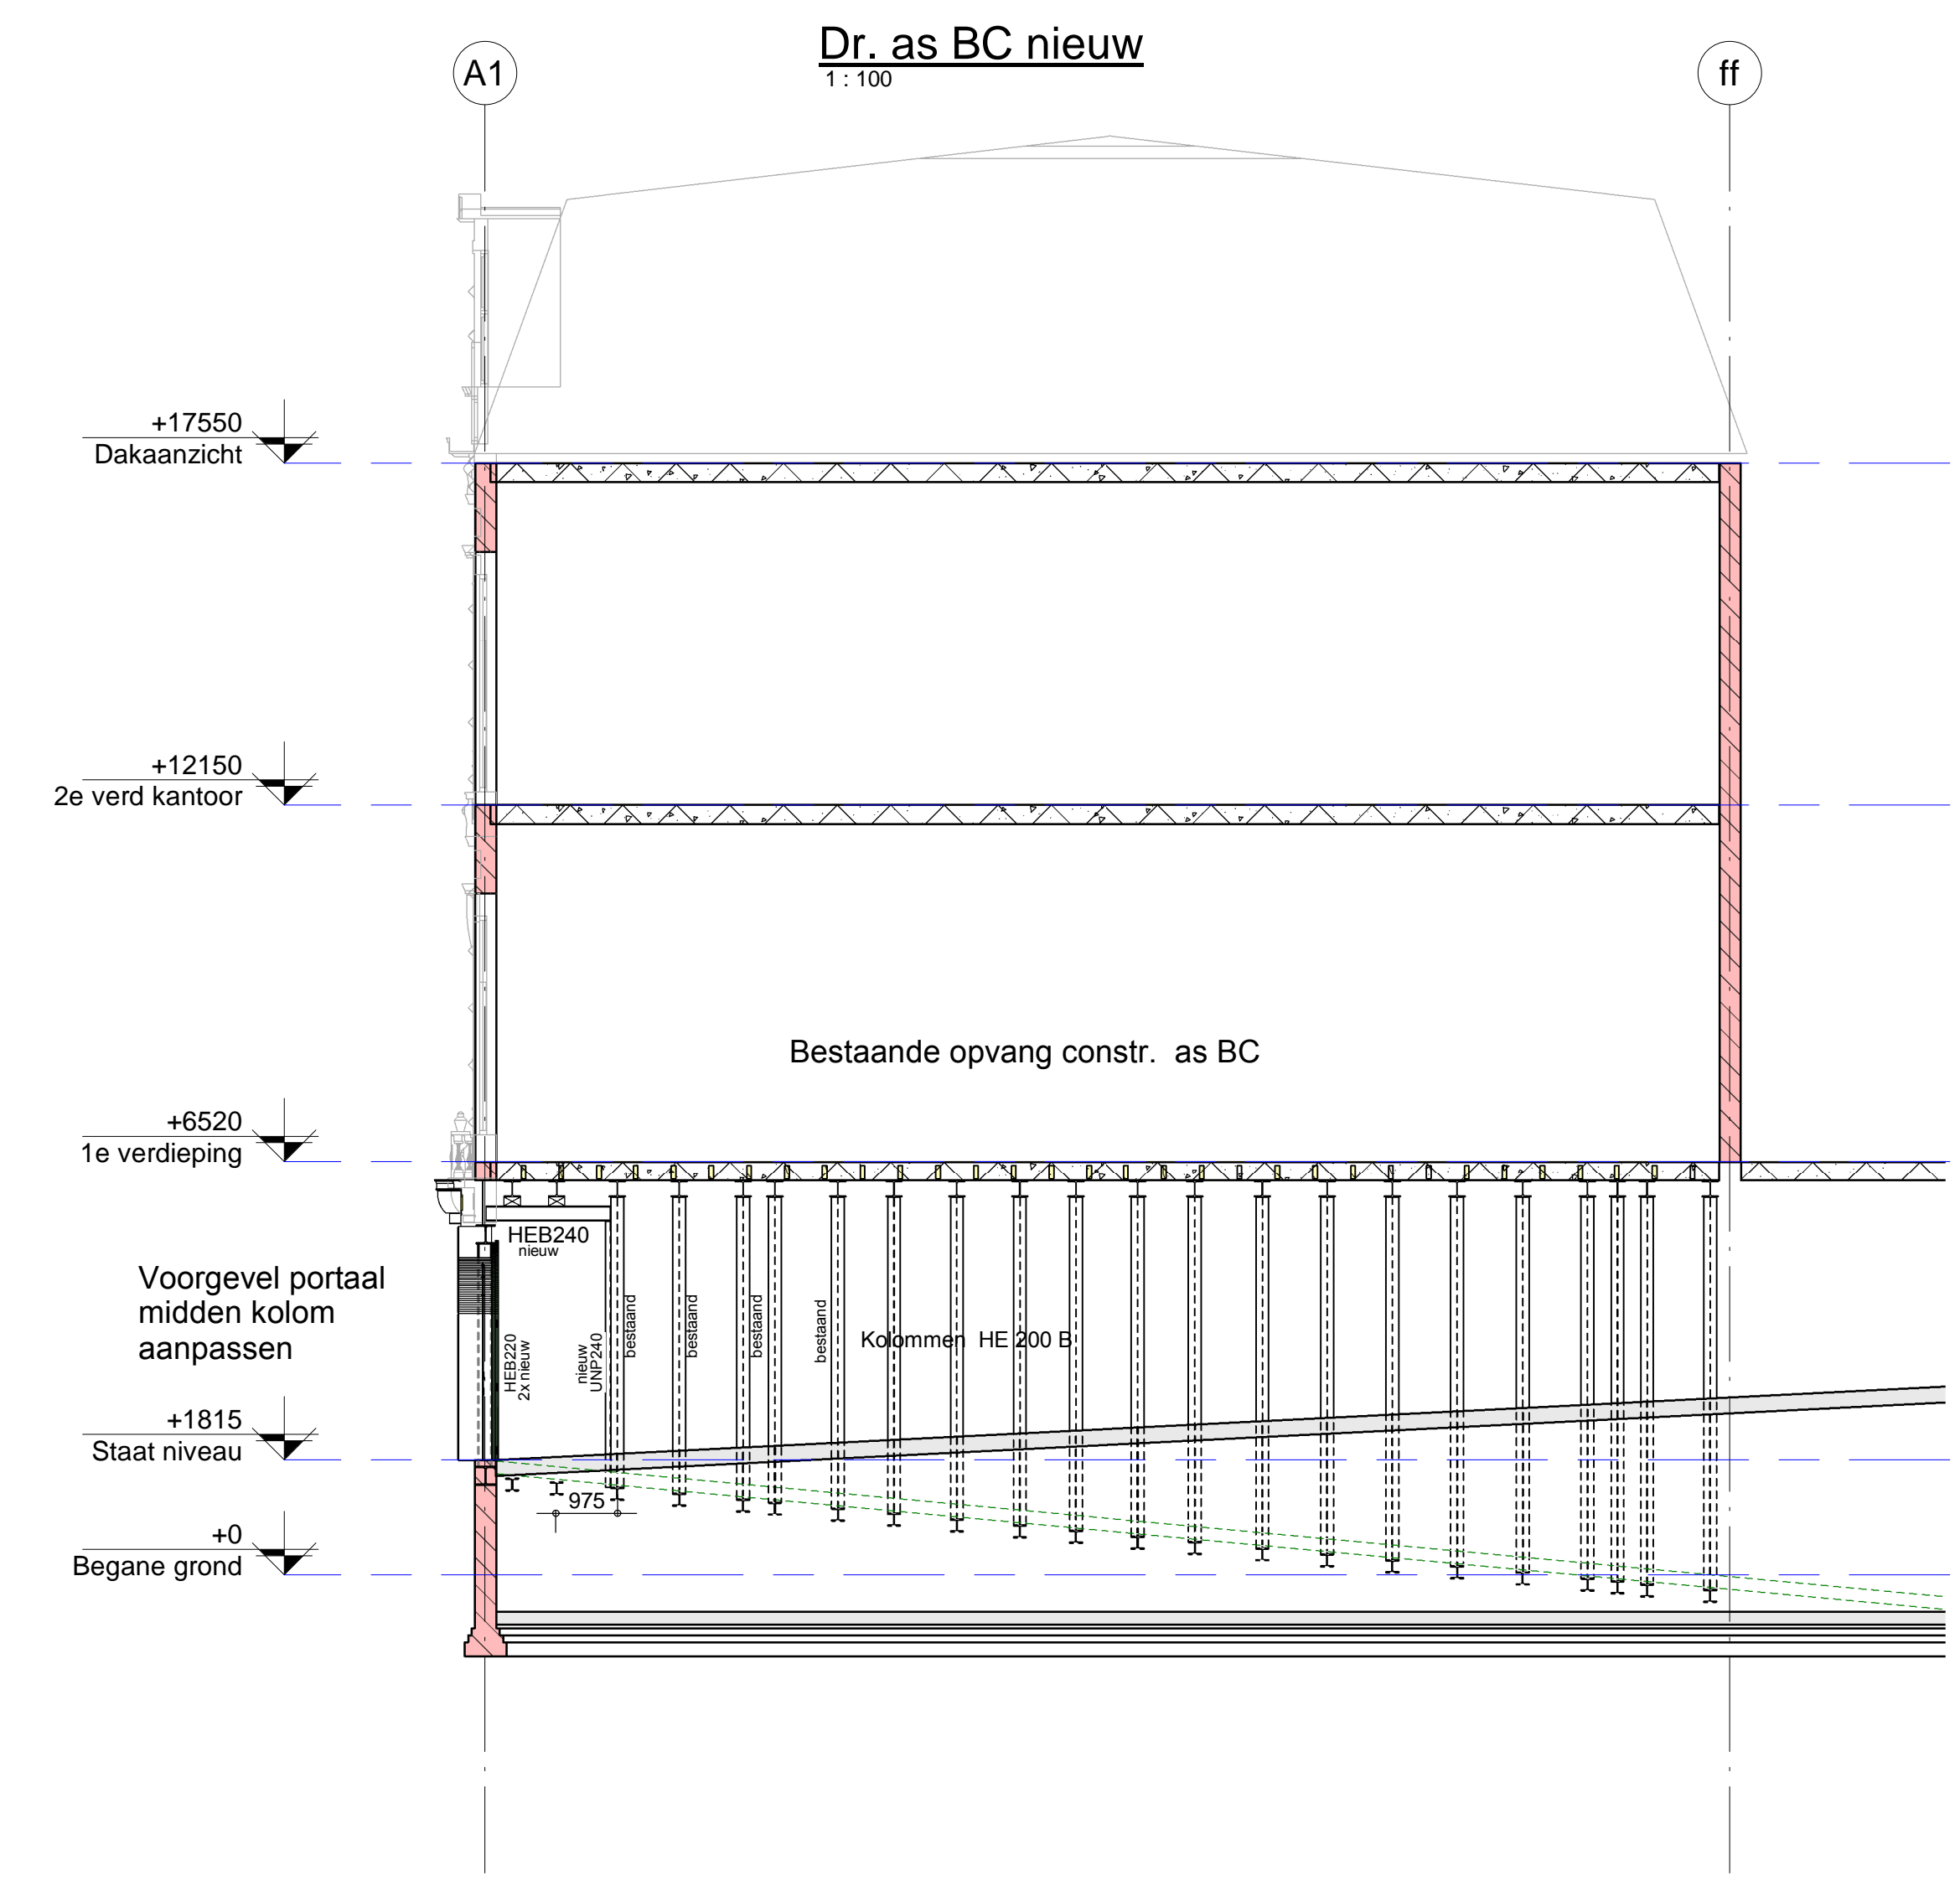 Dr. as BC nieuw
1 : 100
A1
ff
+17550
Dakaanzicht
+12150
2e verd kantoor
Bestaande opvang constr. as BC
+6520
1e verdieping
HEB240
nieuw
Voorgevel portaal
midden kolom
aanpassen
HEB220
2x nieuw
nieuw
UNP240
bestaand
bestaand
bestaand
bestaand
Kolommen HE 200 B
+1815
Staat niveau
975
+0
Begane grond